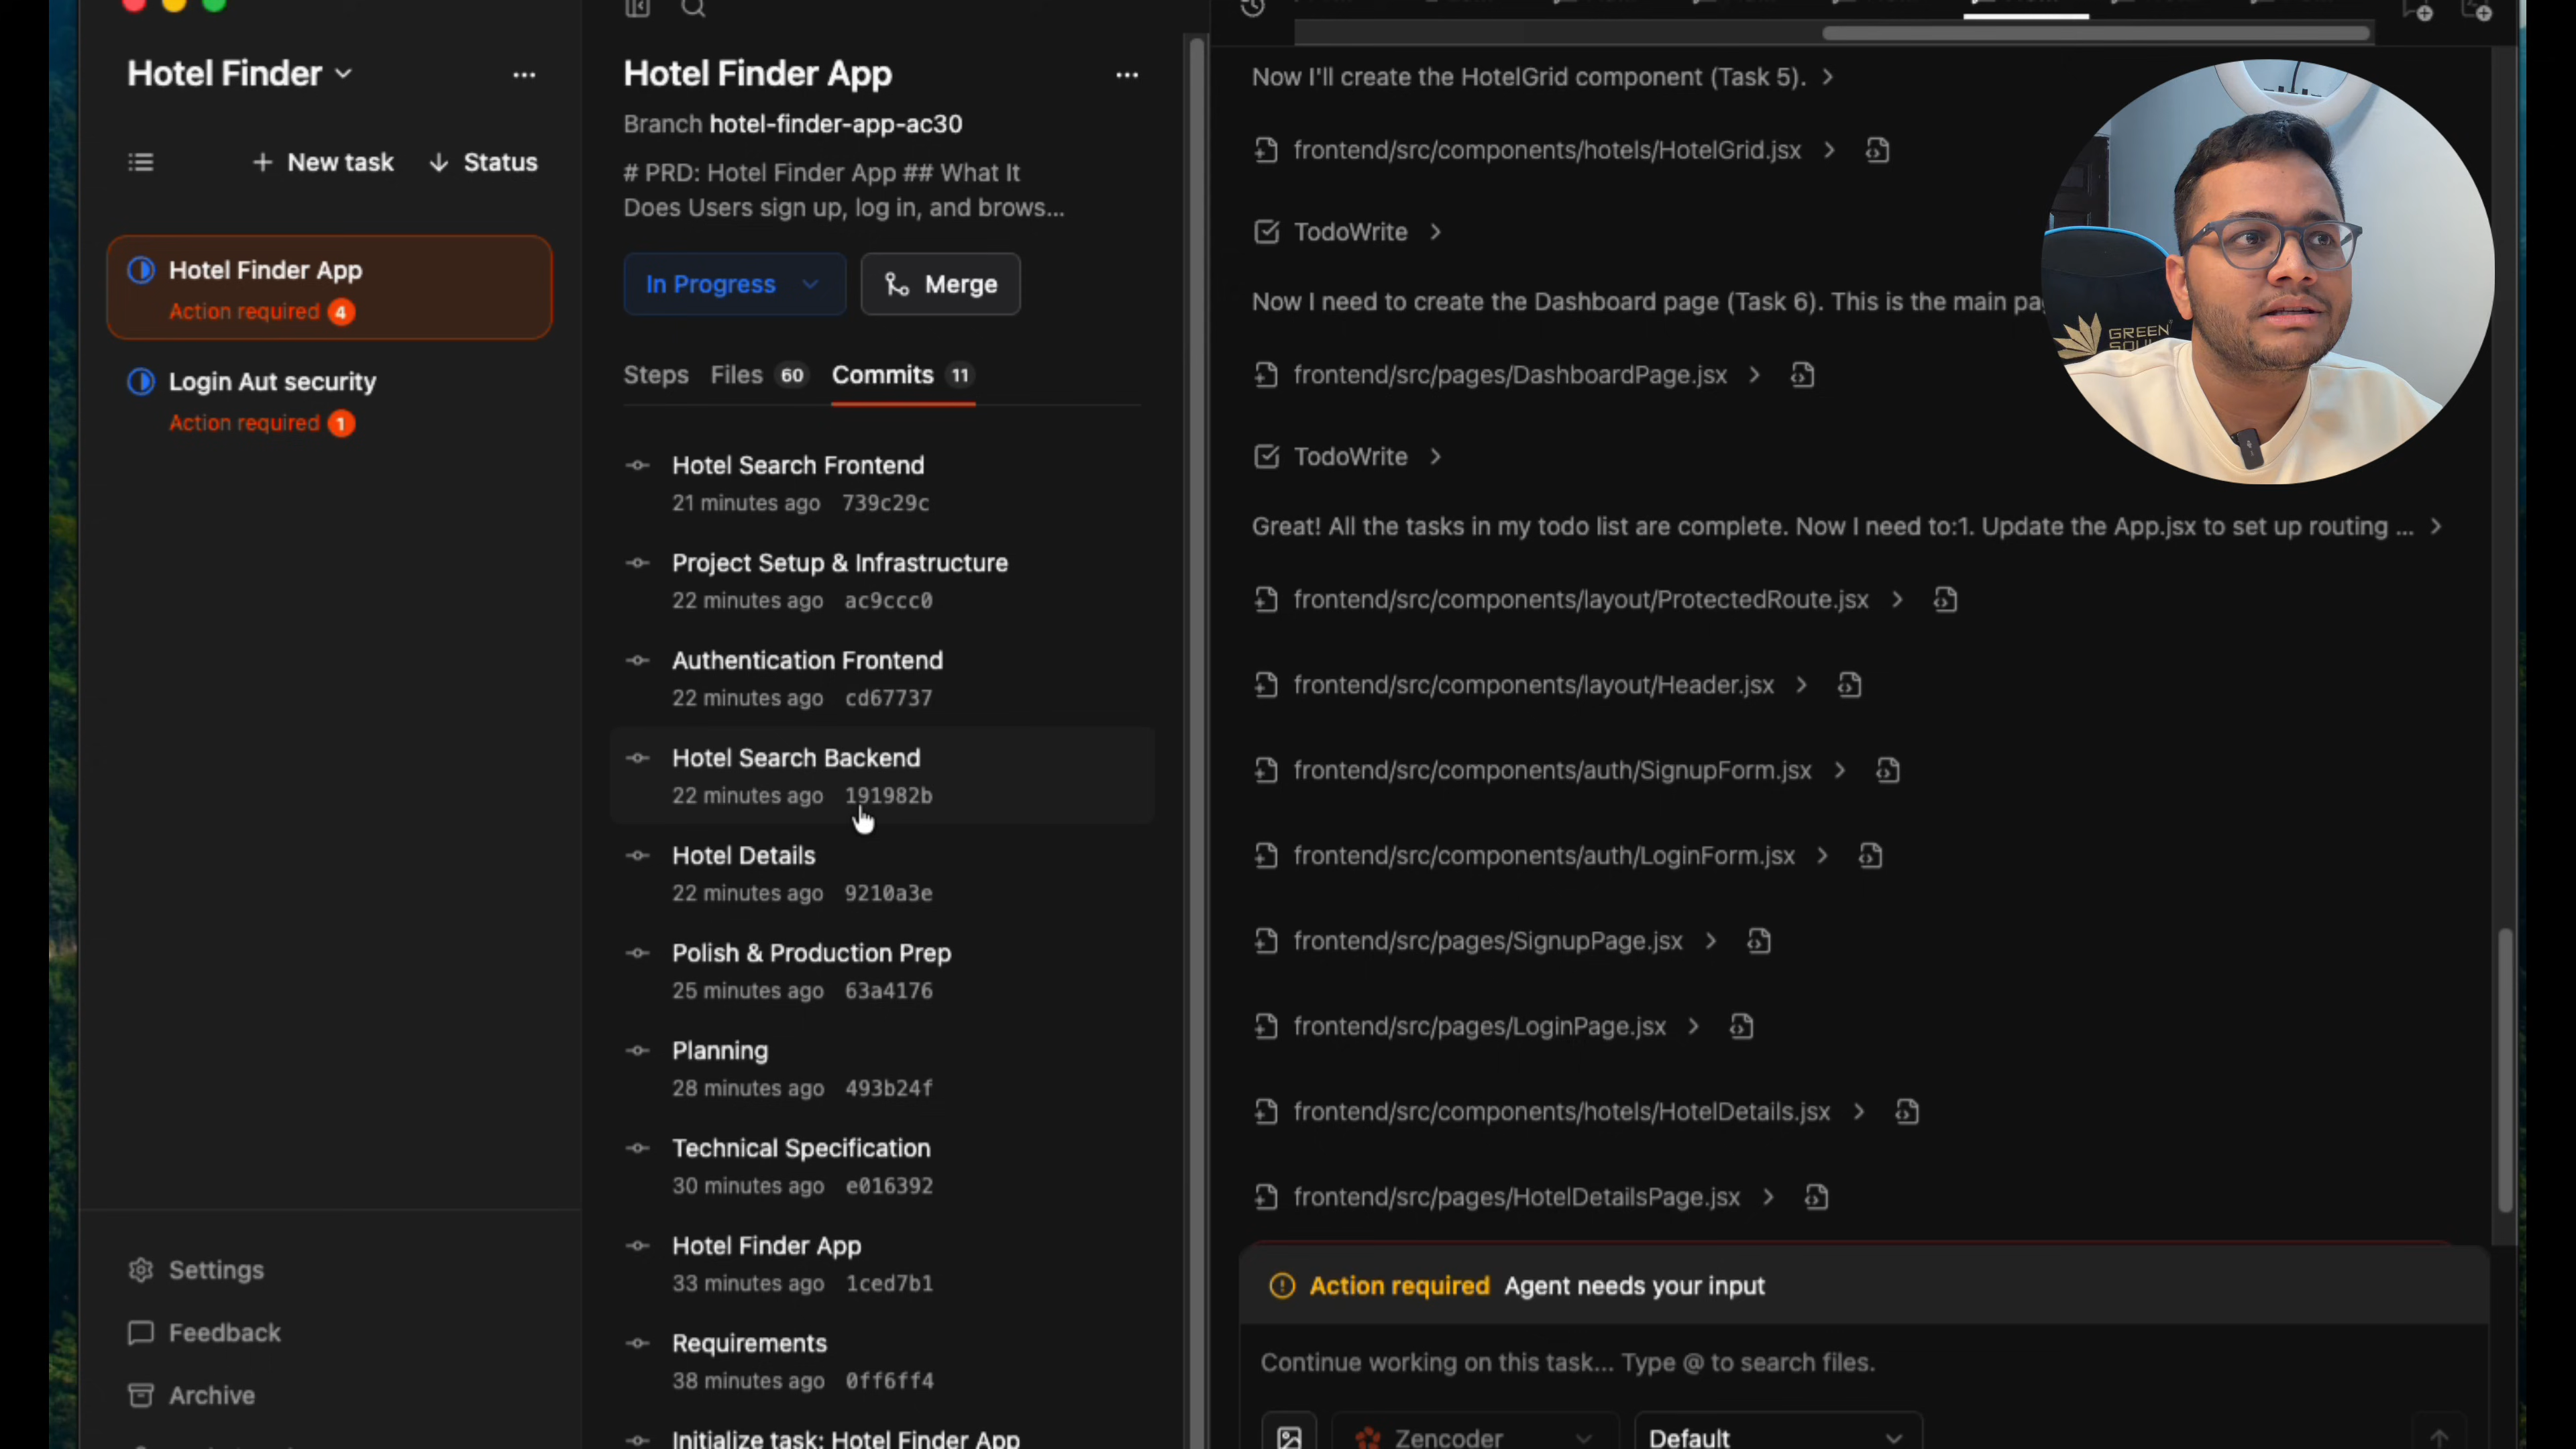 Hotel Finder
New task
Status
Hotel Finder App
Action required 4
Login Aut security
Action required 1
Settings
Feedback
Archive
Hotel Finder App
Branch hotel-finder-app-ac30
# PRD: Hotel Finder App ## What It
Does Users sign up, log in, and brows...
In Progress
Merge
Steps Files 60 Commits 11
Hotel Search Frontend
21 minutes ago 739c29c
Project Setup & Infrastructure
22 minutes ago ac9ccc0
Authentication Frontend
22 minutes ago cd67737
Hotel Search Backend
22 minutes ago 191982b
Hotel Details
22 minutes ago 9210a3e
Polish & Production Prep
25 minutes ago 63a4176
Planning
28 minutes ago 493b24f
Technical Specification
30 minutes ago e016392
Hotel Finder App
33 minutes ago 1ced7b1
Requirements
38 minutes ago 0ff6ff4
Initialize task: Hotel Finder App
Now I'll create the HotelGrid component (Task 5).
frontend/src/components/hotels/HotelGrid.jsx
TodoWrite
Now I need to create the Dashboard page (Task 6). This is the main
frontend/src/pages/DashboardPage.jsx
TodoWrite
Great! All the tasks in my todo list are complete. Now I need to:1. Update the App.jsx to set up routing ...
frontend/src/components/layout/ProtectedRoute.jsx
frontend/src/components/layout/Header.jsx
frontend/src/components/auth/SignupForm.jsx
frontend/src/components/auth/LoginForm.jsx
frontend/src/pages/SignupPage.jsx
frontend/src/pages/LoginPage.jsx
frontend/src/components/hotels/HotelDetails.jsx
frontend/src/pages/HotelDetailsPage.jsx
Action required Agent needs your input
Continue working on this task... Type @ to search files.
Zencoder
Default
GREEN
SOUL